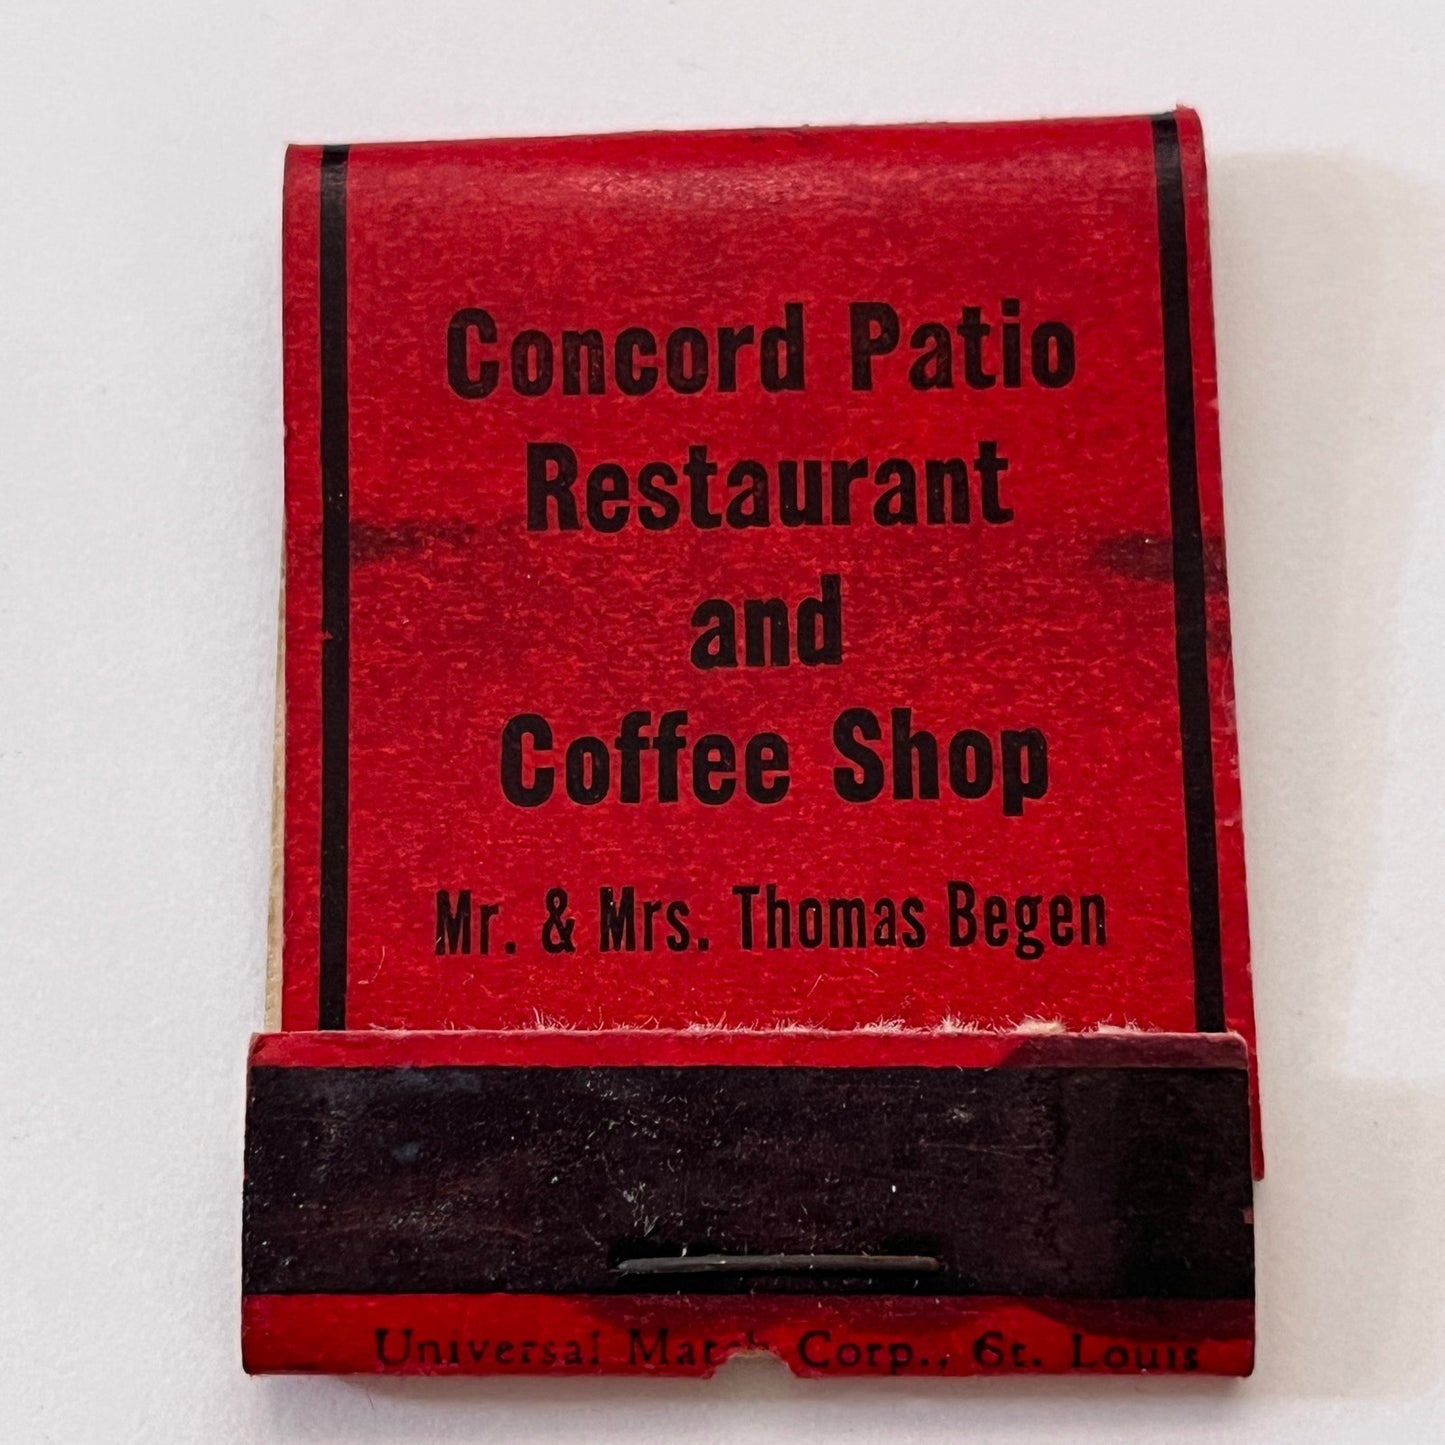 Concord Patio
Restaurant
and
Coffee Shop
Mr. & Mrs. Thomas Begen
Universal Match Corp., St. Louis